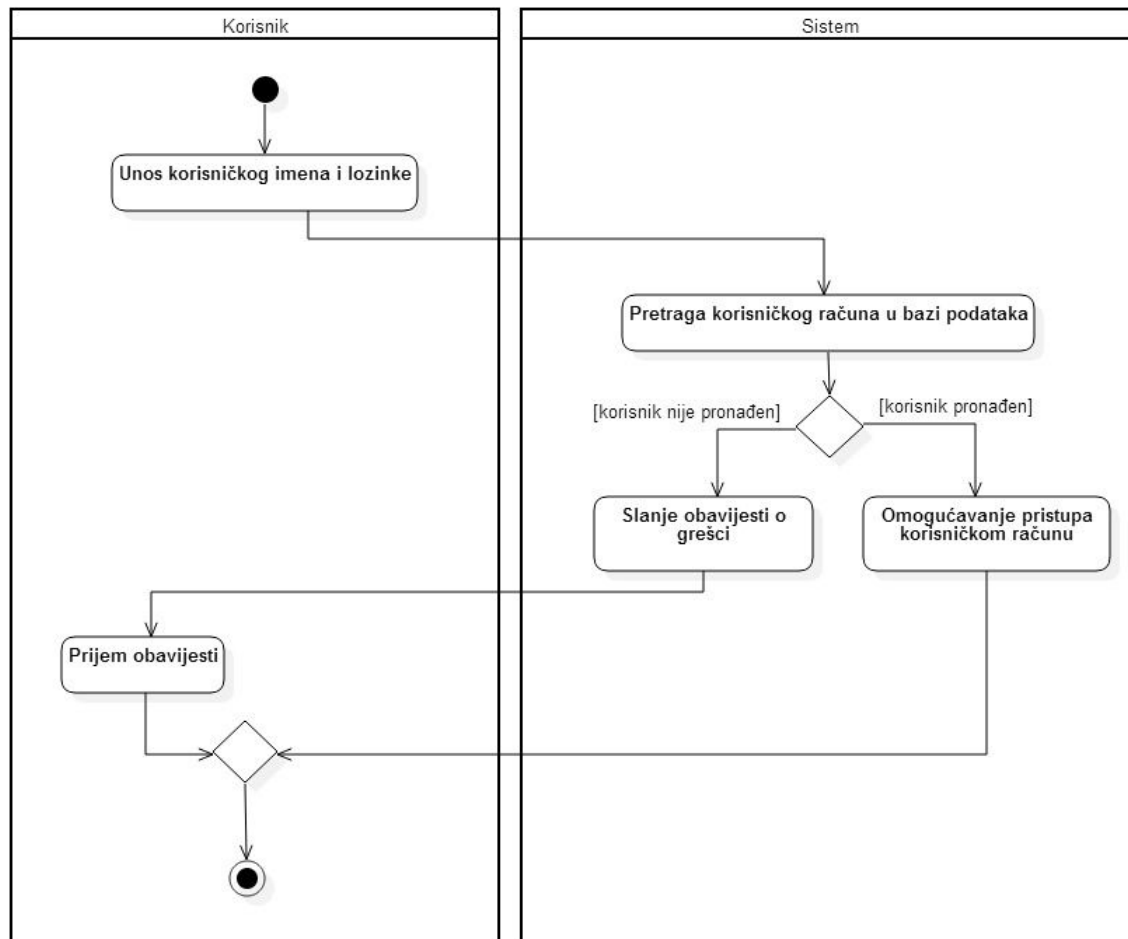 Korisnik
Sistem
Unos korisničkog imena i lozinke
Pretraga korisničkog računa u bazi podataka
[korisnik nije pronađen]
[korisnik pronađen]
Slanje obavijesti o
grešci
Omogućavanje pristupa
korisničkom računu
Prijem obavijesti